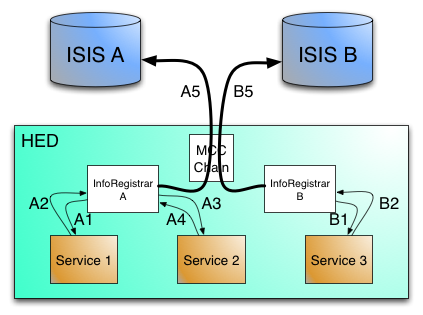 ISIS A
ISIS B
A5
B5
HED
MCC
Chain
InfoRegistrar
A
InfoRegistrar
B
A2
A1
A3
A4
B1
B2
Service 1
Service 2
Service 3